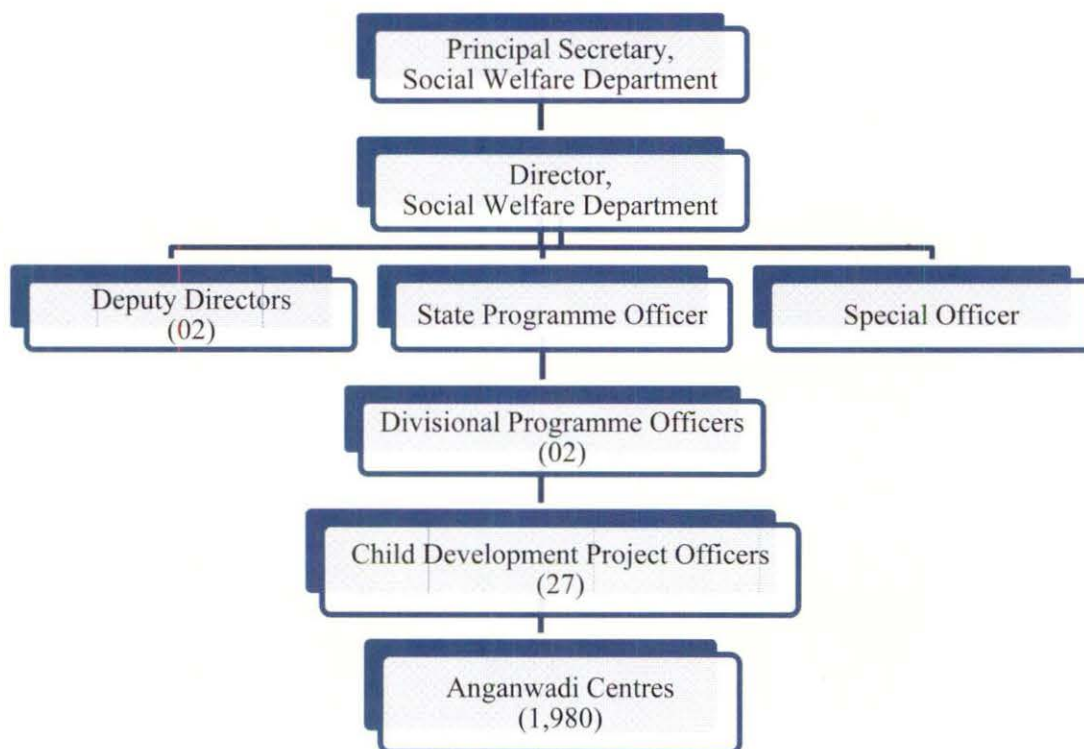 Principal Secretary,
Social Welfare Department
Director,
Social Welfare Department
Deputy Directors
(02)
State Programme Officer
Special Officer
Divisional Programme Officers
(02)
Child Development Project Officers
(27)
Anganwadi Centres
(1,980)